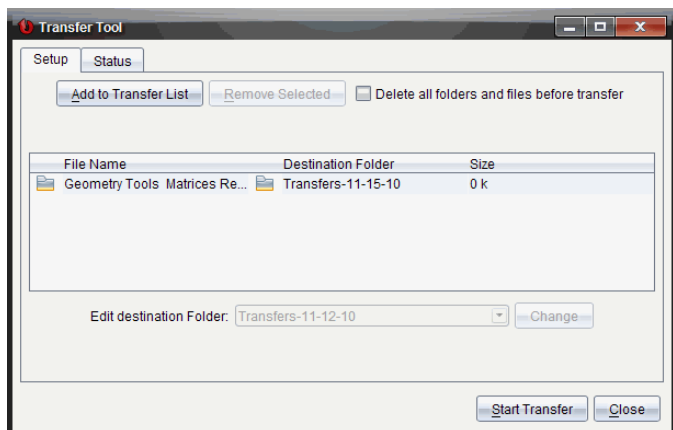 Transfer Tool
Setup Status
Add to Transfer List Remove Selected Delete all folders and files before transfer
File Name Destination Folder Size
Geometry Tools Matrices Re... Transfers-11-15-10 0 k
Edit destination Folder: Transfers-11-12-10 Change
Start Transfer Close